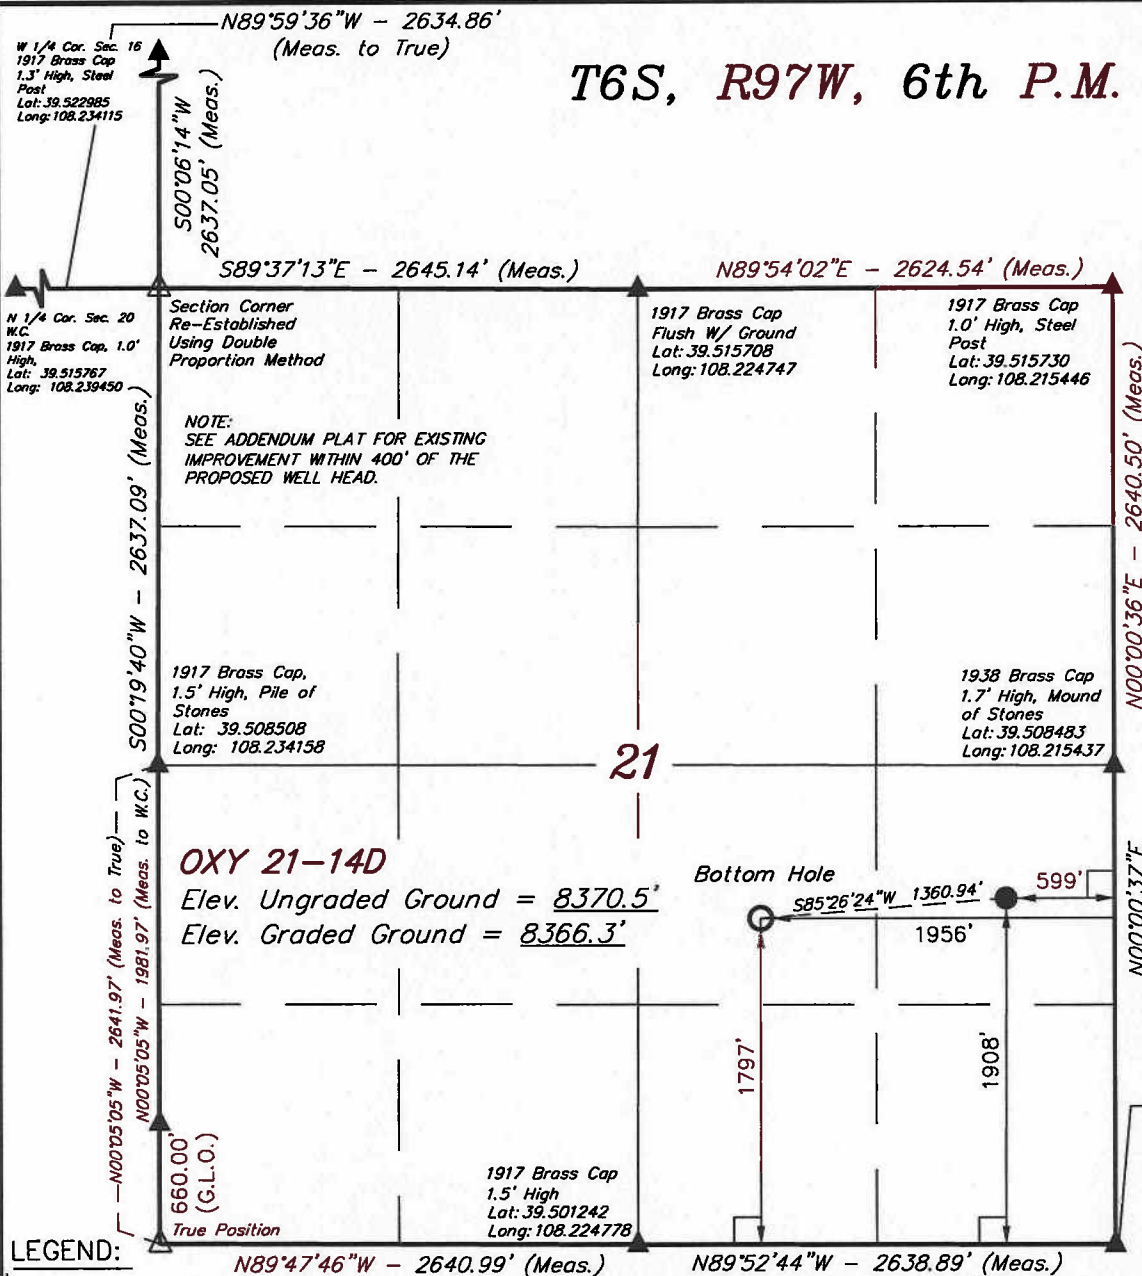 N89°59'36"W - 2634.86'
(Meas. to True)
W 1/4 Cor. Sec. 16
1917 Brass Cap
1.3' High, Steel
Post
Lat: 39.522985
Long: 108.234115
T6S, R97W, 6th P.M.
S00°06'14"W
2637.05' (Meas.)
S89°37'13"E - 2645.14' (Meas.)
N89°54'02"E - 2624.54' (Meas.)
N 1/4 Cor. Sec. 20
W.C.
1917 Brass Cap, 1.0'
High,
Lat: 39.515767
Long: 108.239450
Section Corner
Re-Established
Using Double
Proportion Method
1917 Brass Cap
Flush W/ Ground
Lat: 39.515708
Long: 108.224747
1917 Brass Cap
1.0' High, Steel
Post
Lat: 39.515730
Long: 108.215446
NOTE:
SEE ADDENDUM PLAT FOR EXISTING
IMPROVEMENT WITHIN 400' OF THE
PROPOSED WELL HEAD.
S00°19'40"W - 2637.09' (Meas.)
N00°00'36"E - 2640.50' (Meas.)
1917 Brass Cap,
1.5' High, Pile of
Stones
Lat: 39.508508
Long: 108.234158
1938 Brass Cap
1.7' High, Mound
of Stones
Lat: 39.508483
Long: 108.215437
21
N00°05'05"W - 2641.97' (Meas. to True)
N00°05'05"W - 1981.97' (Meas. to W.C.)
OXY 21-14D
Elev. Ungraded Ground = 8370.5'
Elev. Graded Ground = 8366.3'
Bottom Hole
S85°26'24"W 1360.94'
599'
1956'
N00°00'37"E
1797'
1908'
660.00'
(G.L.O.)
True Position
1917 Brass Cap
1.5' High
Lat: 39.501242
Long: 108.224778
LEGEND:
N89°47'46"W - 2640.99' (Meas.)
N89°52'44"W - 2638.89' (Meas.)